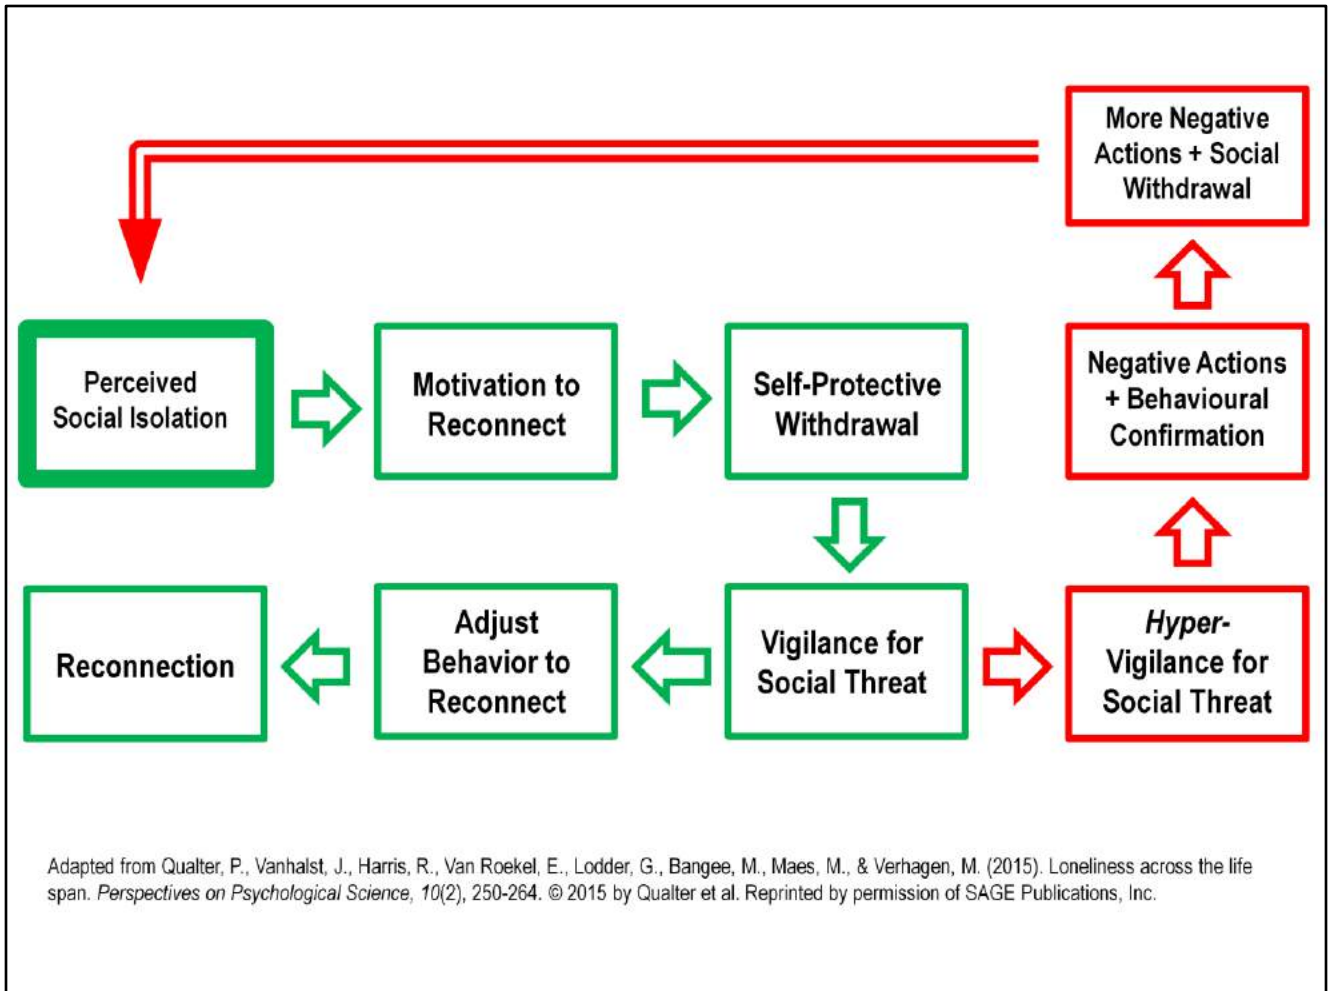 More Negative
Actions + Social
Withdrawal
Perceived
Social Isolation
Motivation to
Reconnect
Self-Protective
Withdrawal
Negative Actions
+ Behavioural
Confirmation
Reconnection
Adjust
Behavior to
Reconnect
Vigilance for
Social Threat
Hyper-
Vigilance for
Social Threat
Adapted from Qualter, P., Vanhalst, J., Harris, R., Van Roekel, E., Lodder, G., Bangee, M., Maes, M., & Verhagen, M. (2015). Loneliness across the life
span. Perspectives on Psychological Science, 10(2), 250-264. © 2015 by Qualter et al. Reprinted by permission of SAGE Publications, Inc.